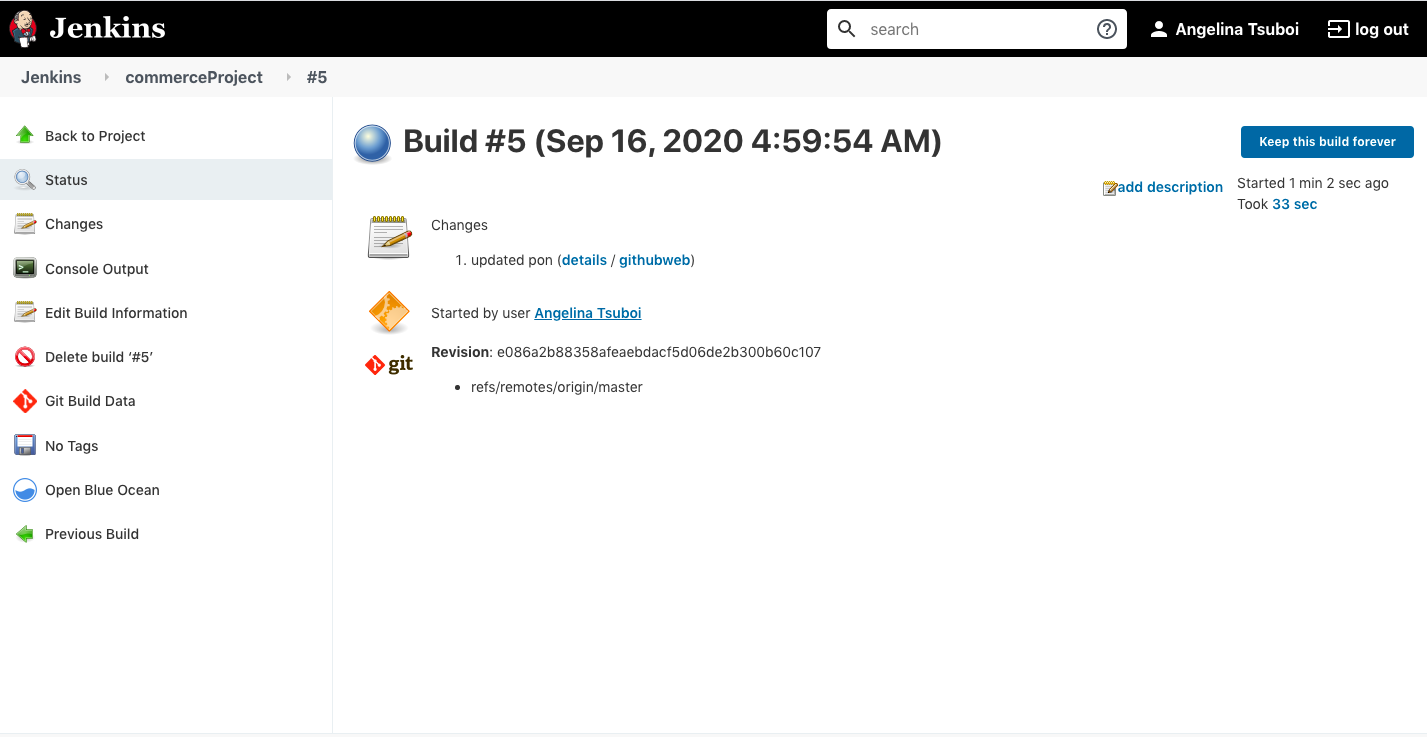 Jenkins
search
Angelina Tsuboi
log out
Jenkins
commerceProject
#5
Back to Project
Status
Changes
Console Output
Edit Build Information
Delete build ‘#5’
Git Build Data
No Tags
Open Blue Ocean
Previous Build
Build #5 (Sep 16, 2020 4:59:54 AM)
Keep this build forever
add description
Started 1 min 2 sec ago
Took 33 sec
Changes
1. updated pon (details / githubweb)
Started by user Angelina Tsuboi
git
Revision: e086a2b88358afeaebdacf5d06de2b300b60c107
• refs/remotes/origin/master